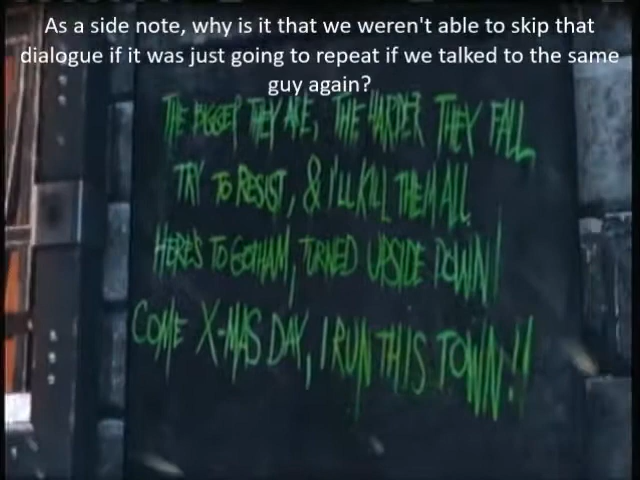 As a side note, why is it that we weren't able to skip that
dialogue if it was just going to repeat if we talked to the same
guy again?
THE BIGGER THEY ARE, THE HARDER THEY FALL
TRY TO RESIST, & I'LL KILL THEM ALL
HERE'S TO GOTHAM, TURNED UPSIDE DOWN!
COME X-MAS DAY, I RUN THIS TOWN!!